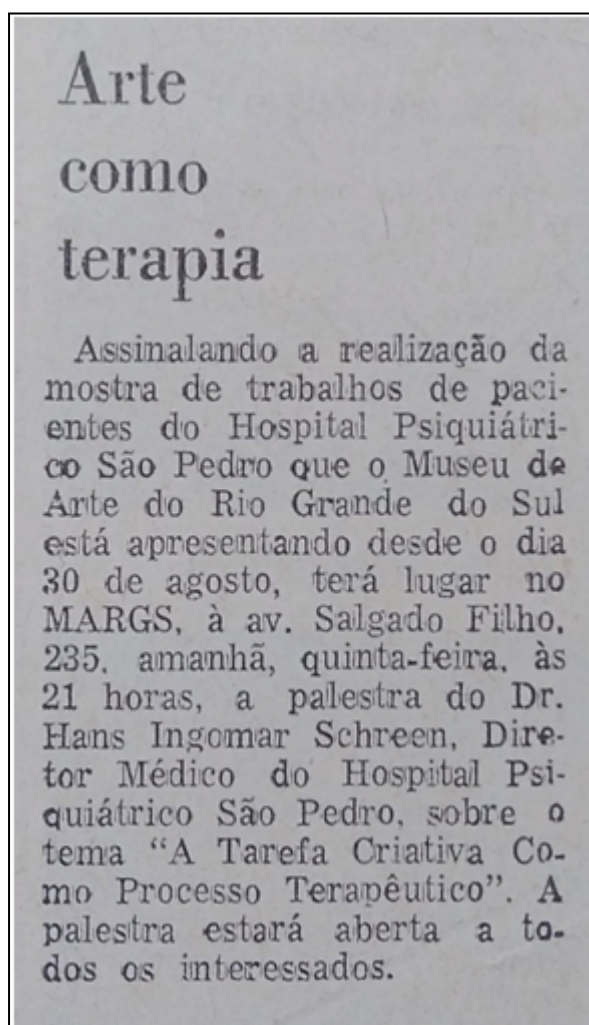 Arte
como
terapia
Assinalando a realização da
mostra de trabalhos de paci-
entes do Hospital Psiquiátri-
co São Pedro que o Museu de
Arte do Rio Grande do Sul
está apresentando desde o dia
30 de agosto, terá lugar no
MARGS, à av. Salgado Filho,
235, amanhã, quinta-feira, às
21 horas, a palestra do Dr.
Hans Ingomar Schreen, Dire-
tor Médico do Hospital Psi-
quiátrico São Pedro, sobre o
tema “A Tarefa Criativa Co-
mo Processo Terapêutico”. A
palestra estará aberta a to-
dos os interessados.